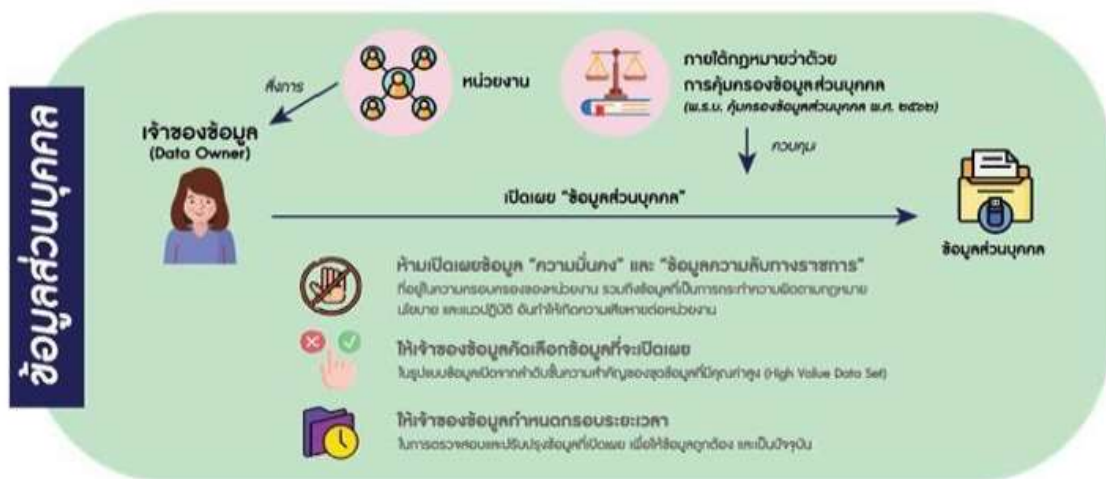 ข้อมูลส่วนบุคคล
สั่งการ
หน่วยงาน
ภายใต้กฎหมายว่าด้วย
การคุ้มครองข้อมูลส่วนบุคคล
(พ.ร.บ. คุ้มครองข้อมูลส่วนบุคคล พ.ศ. ๒๕๖๒)
เจ้าของข้อมูล
(Data Owner)
ควบคุม
เปิดเผย “ข้อมูลส่วนบุคคล”
ข้อมูลส่วนบุคคล
ห้ามเปิดเผยข้อมูล “ความมั่นคง” และ “ข้อมูลความลับทางราชการ”
ที่อยู่ในความครอบครองของหน่วยงาน รวมถึงข้อมูลที่เป็นการกระทำความผิดตามกฎหมาย
นโยบาย และแนวปฏิบัติ อันทำให้เกิดความเสียหายต่อหน่วยงาน
ให้เจ้าของข้อมูลคัดเลือกข้อมูลที่จะเปิดเผย
ในรูปแบบข้อมูลเปิดจากลำดับชั้นความสำคัญของชุดข้อมูลที่มีคุณค่าสูง (High Value Data Set)
ให้เจ้าของข้อมูลกำหนดกรอบระยะเวลา
ในการตรวจสอบและปรับปรุงข้อมูลที่เปิดเผย เพื่อให้ข้อมูลถูกต้อง และเป็นปัจจุบัน